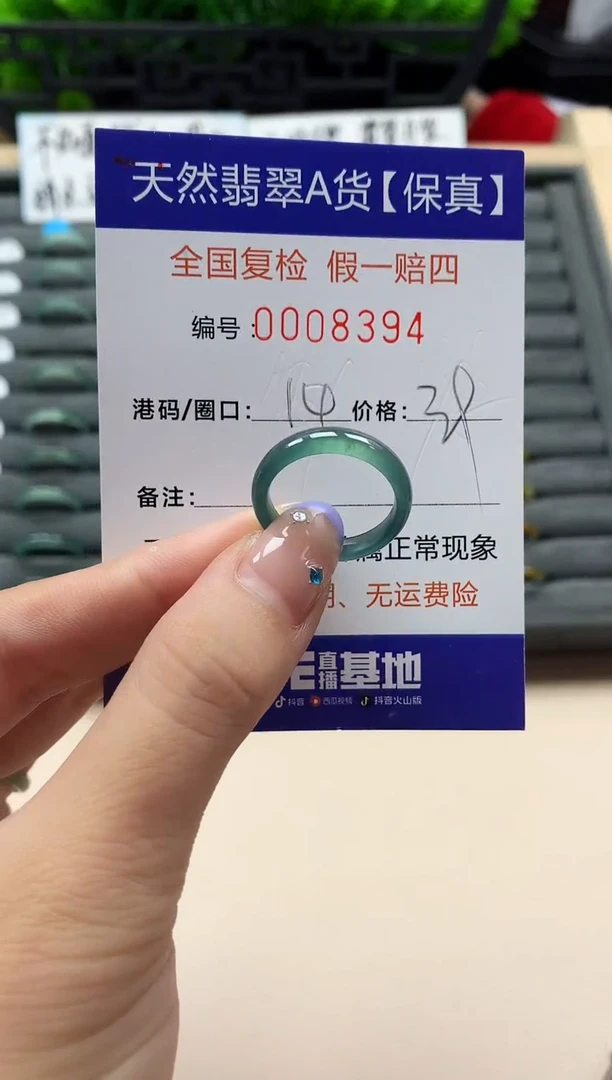 天然翡翠A货【保真】
全国复检 假一赔四
编号:0008394
港码/圈口: 14 价格:
备注:
属正常现象
、无运费险
直播基地
抖音 西瓜视频 抖音火山版